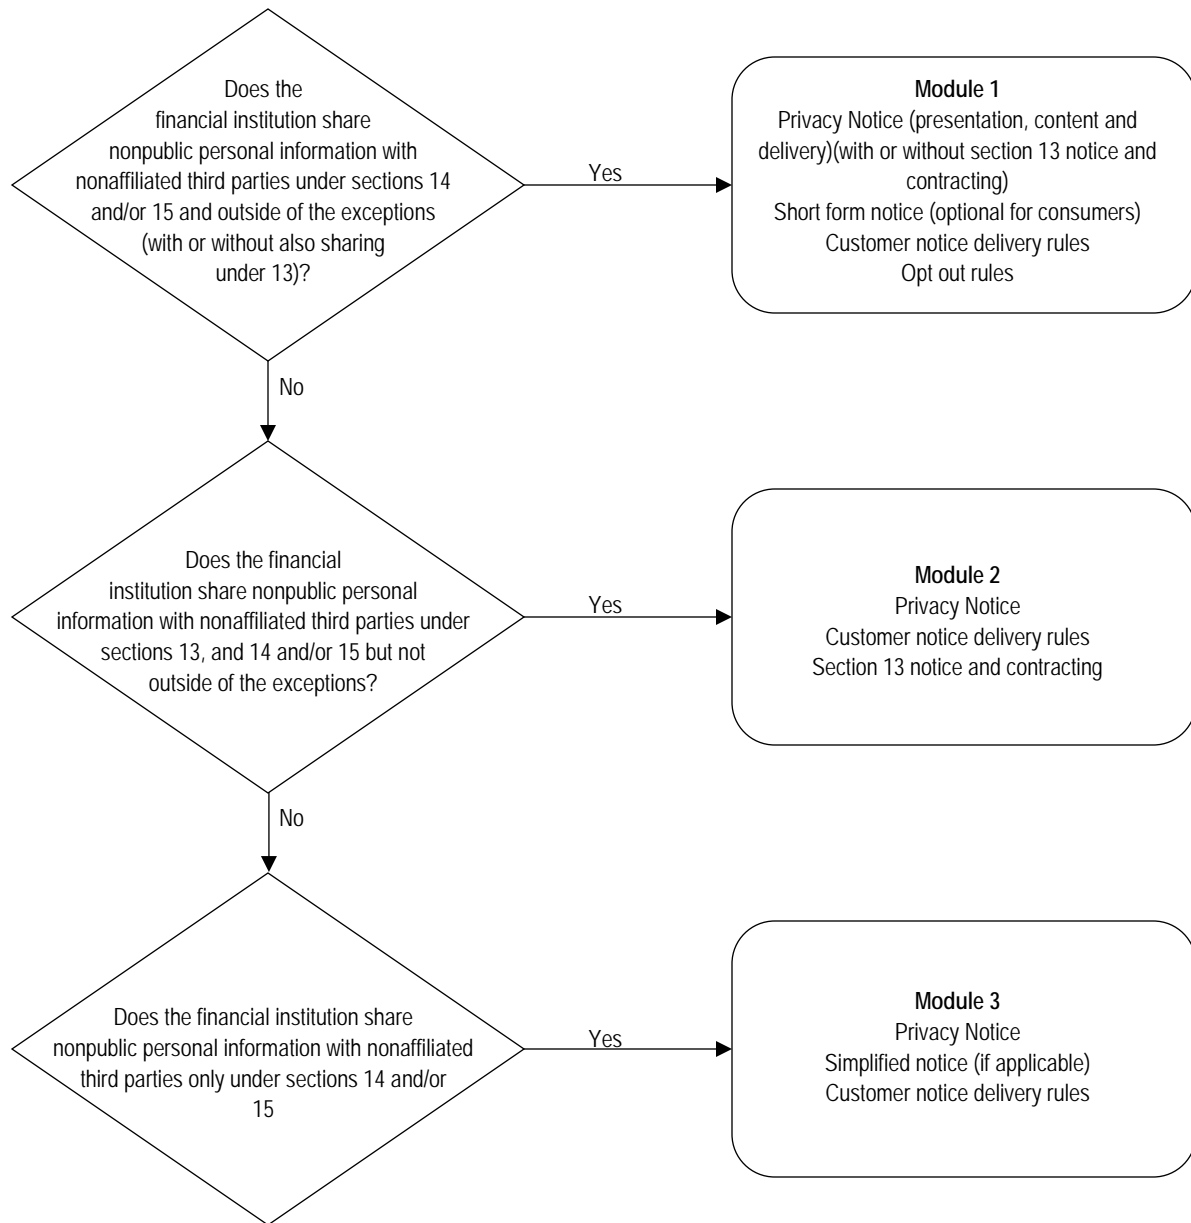 Does the
financial institution share
nonpublic personal information with
nonaffiliated third parties under sections 14
and/or 15 and outside of the exceptions
(with or without also sharing
under 13)?
Yes
Module 1
Privacy Notice (presentation, content and
delivery)(with or without section 13 notice and
contracting)
Short form notice (optional for consumers)
Customer notice delivery rules
Opt out rules
No
Does the financial
institution share nonpublic personal
information with nonaffiliated third parties under
sections 13, and 14 and/or 15 but not
outside of the exceptions?
Yes
Module 2
Privacy Notice
Customer notice delivery rules
Section 13 notice and contracting
No
Does the financial institution share
nonpublic personal information with nonaffiliated
third parties only under sections 14 and/or
15
Yes
Module 3
Privacy Notice
Simplified notice (if applicable)
Customer notice delivery rules